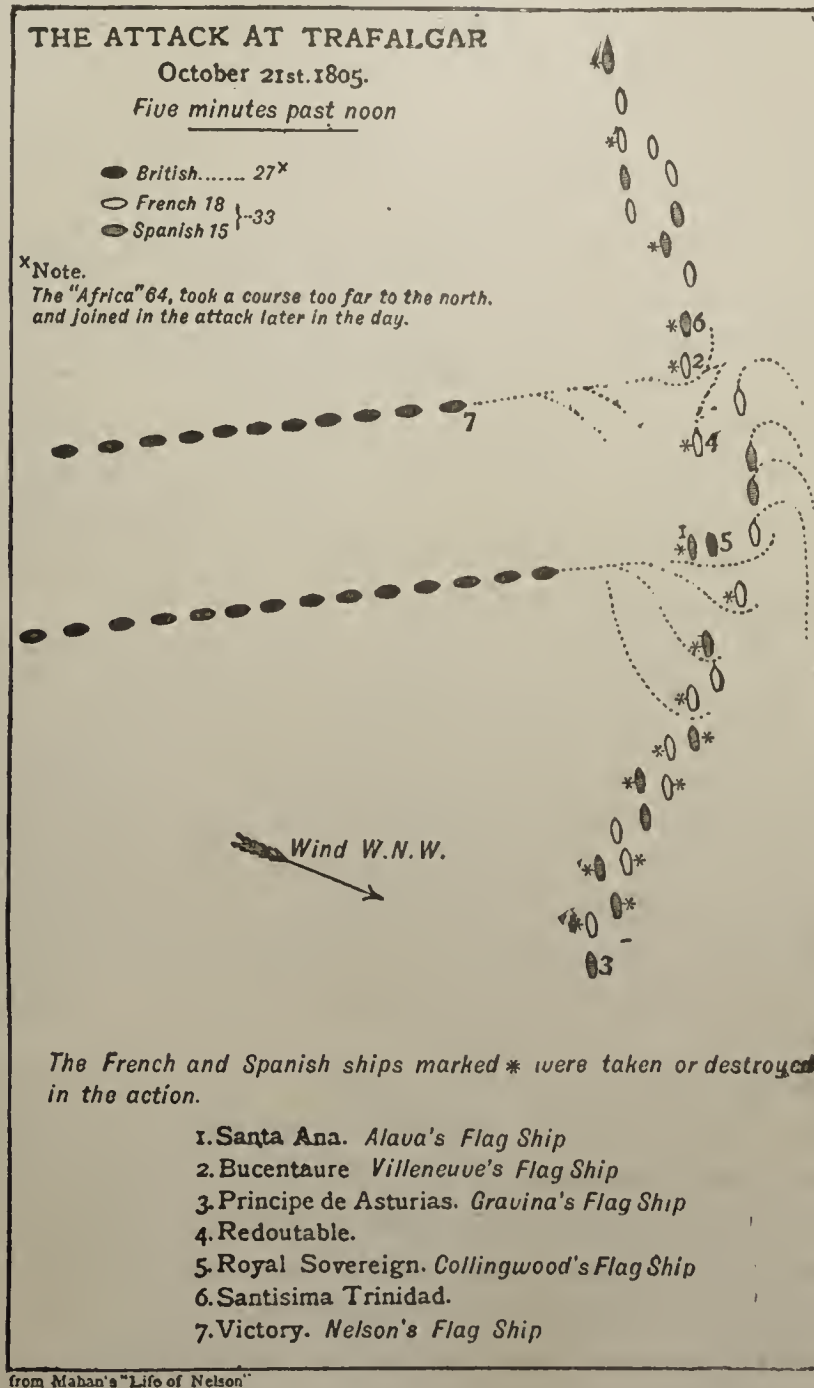 THE ATTACK AT TRAFALGAR
October 21st. 1805.
Five minutes past noon
British....... 27x
French 18
Spanish 15 }--33
xNote.
The "Africa" 64, took a course too far to the north.
and joined in the attack later in the day.
*6
*2
7
*4
1
* 5
Wind W.N.W.
3
The French and Spanish ships marked * were taken or destroyed
in the action.
1. Santa Ana. Alava's Flag Ship
2. Bucentaure Villeneuve's Flag Ship
3. Principe de Asturias. Gravina's Flag Ship
4. Redoutable.
5. Royal Sovereign. Collingwood's Flag Ship
6. Santisima Trinidad.
7. Victory. Nelson's Flag Ship
from Mahan's "Life of Nelson"